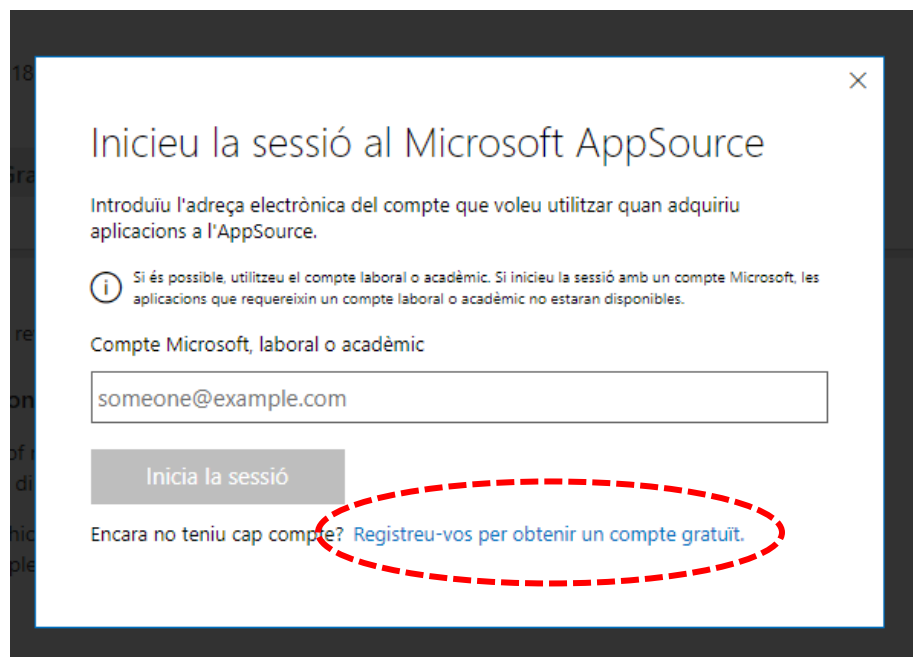 18
Inicieu la sessió al Microsoft AppSource
Introduïu l'adreça electrònica del compte que voleu utilitzar quan adquiriu
aplicacions a l'AppSource.
Si és possible, utilitzeu el compte laboral o acadèmic. Si inicieu la sessió amb un compte Microsoft, les
aplicacions que requereixin un compte laboral o acadèmic no estaran disponibles.
Compte Microsoft, laboral o acadèmic
someone@example.com
Inicia la sessió
Encara no teniu cap compte? Registreu-vos per obtenir un compte gratuït.